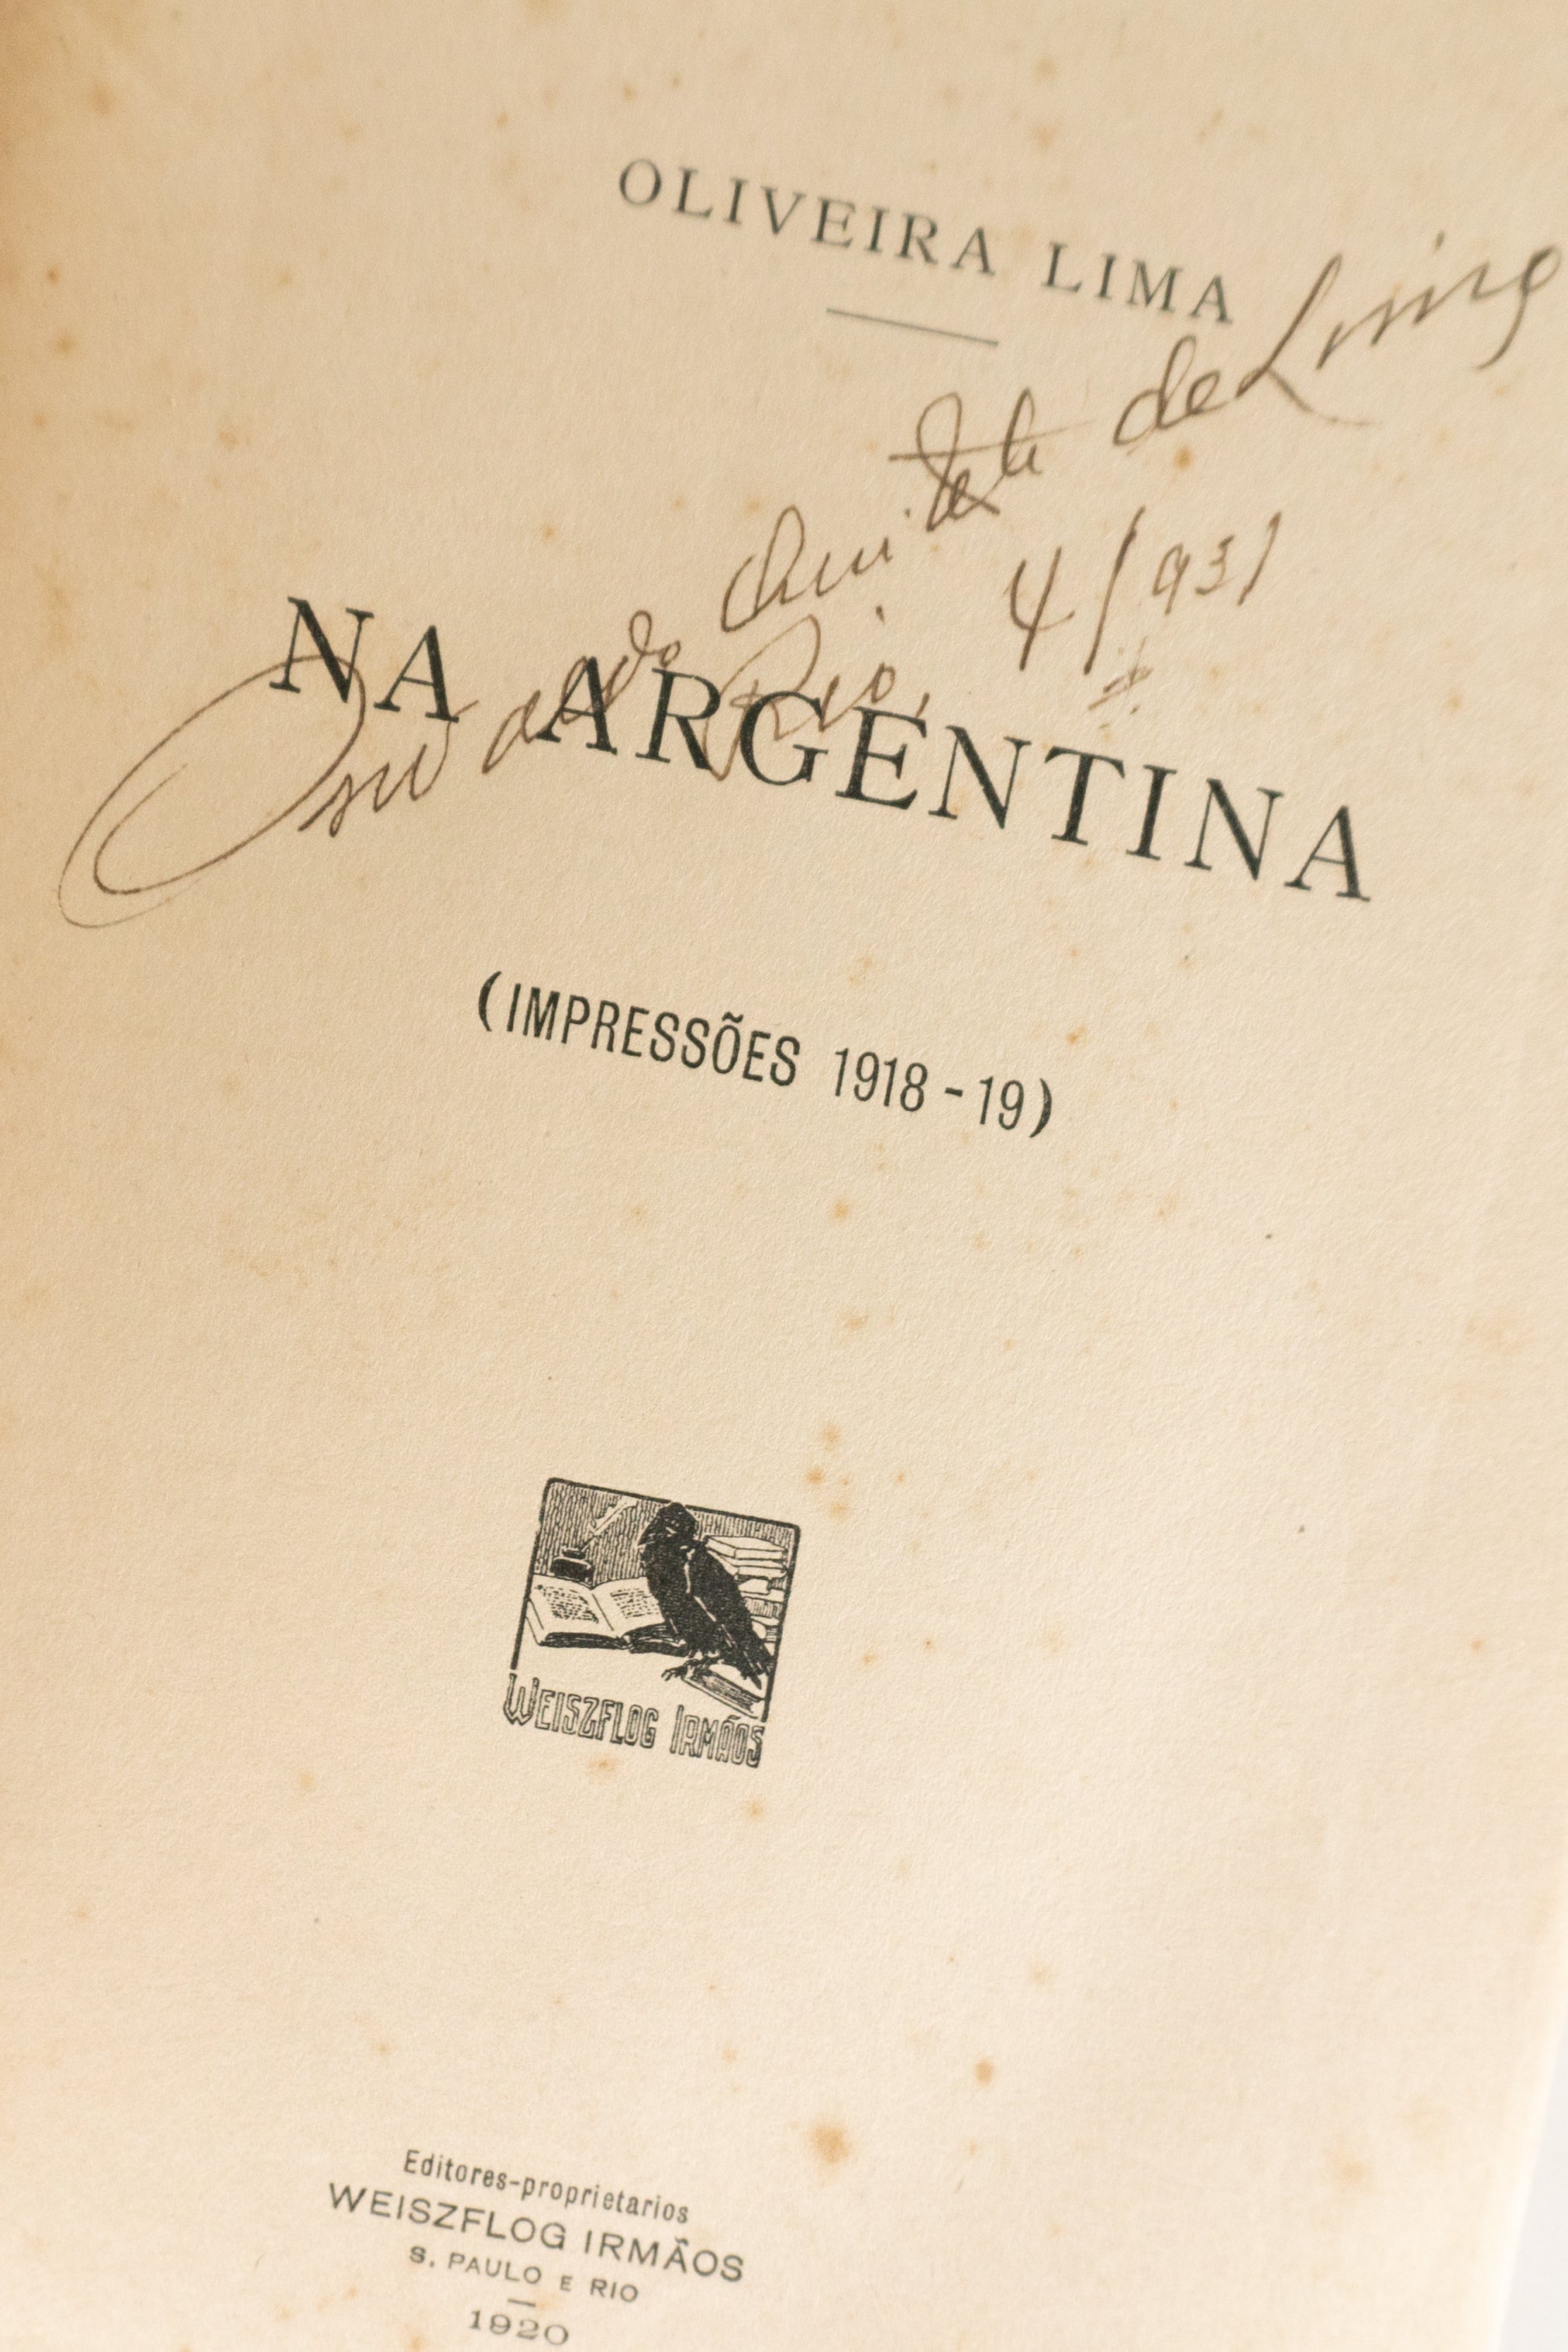 OLIVEIRA LIMA
de Lima
Rio, 4/931
NA ARGENTINA
(IMPRESSÕES 1918-19)
WEISZFLOG IRMÃOS
Editores-proprietarios
WEISZFLOG IRMÃOS
S. PAULO E RIO
1920